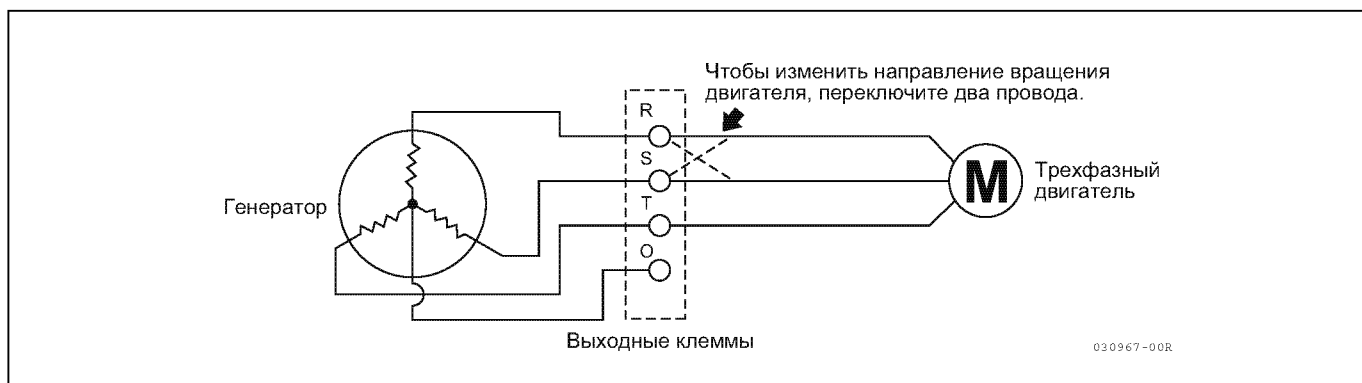 Чтобы изменить направление вращения
двигателя, переключите два провода.
R
S
T
O
Генератор
M
Трехфазный
двигатель
Выходные клеммы
030967-00R